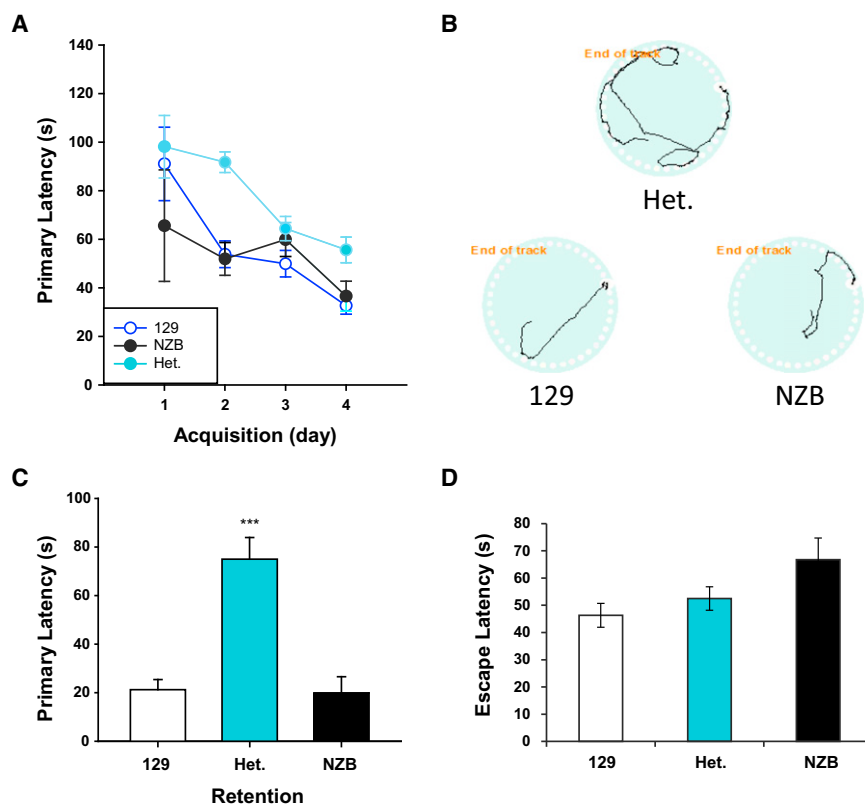 A
140
120
100
80
60
40
20
0
Primary Latency (s)
129
NZB
Het.
1 2 3 4
Acquisition (day)
B
End of track
Het.
End of track
129
End of track
NZB
C
100
80
60
40
20
0
Primary Latency (s)
***
129 Het. NZB
Retention
D
80
70
60
50
40
30
20
10
0
Escape Latency (s)
129 Het. NZB